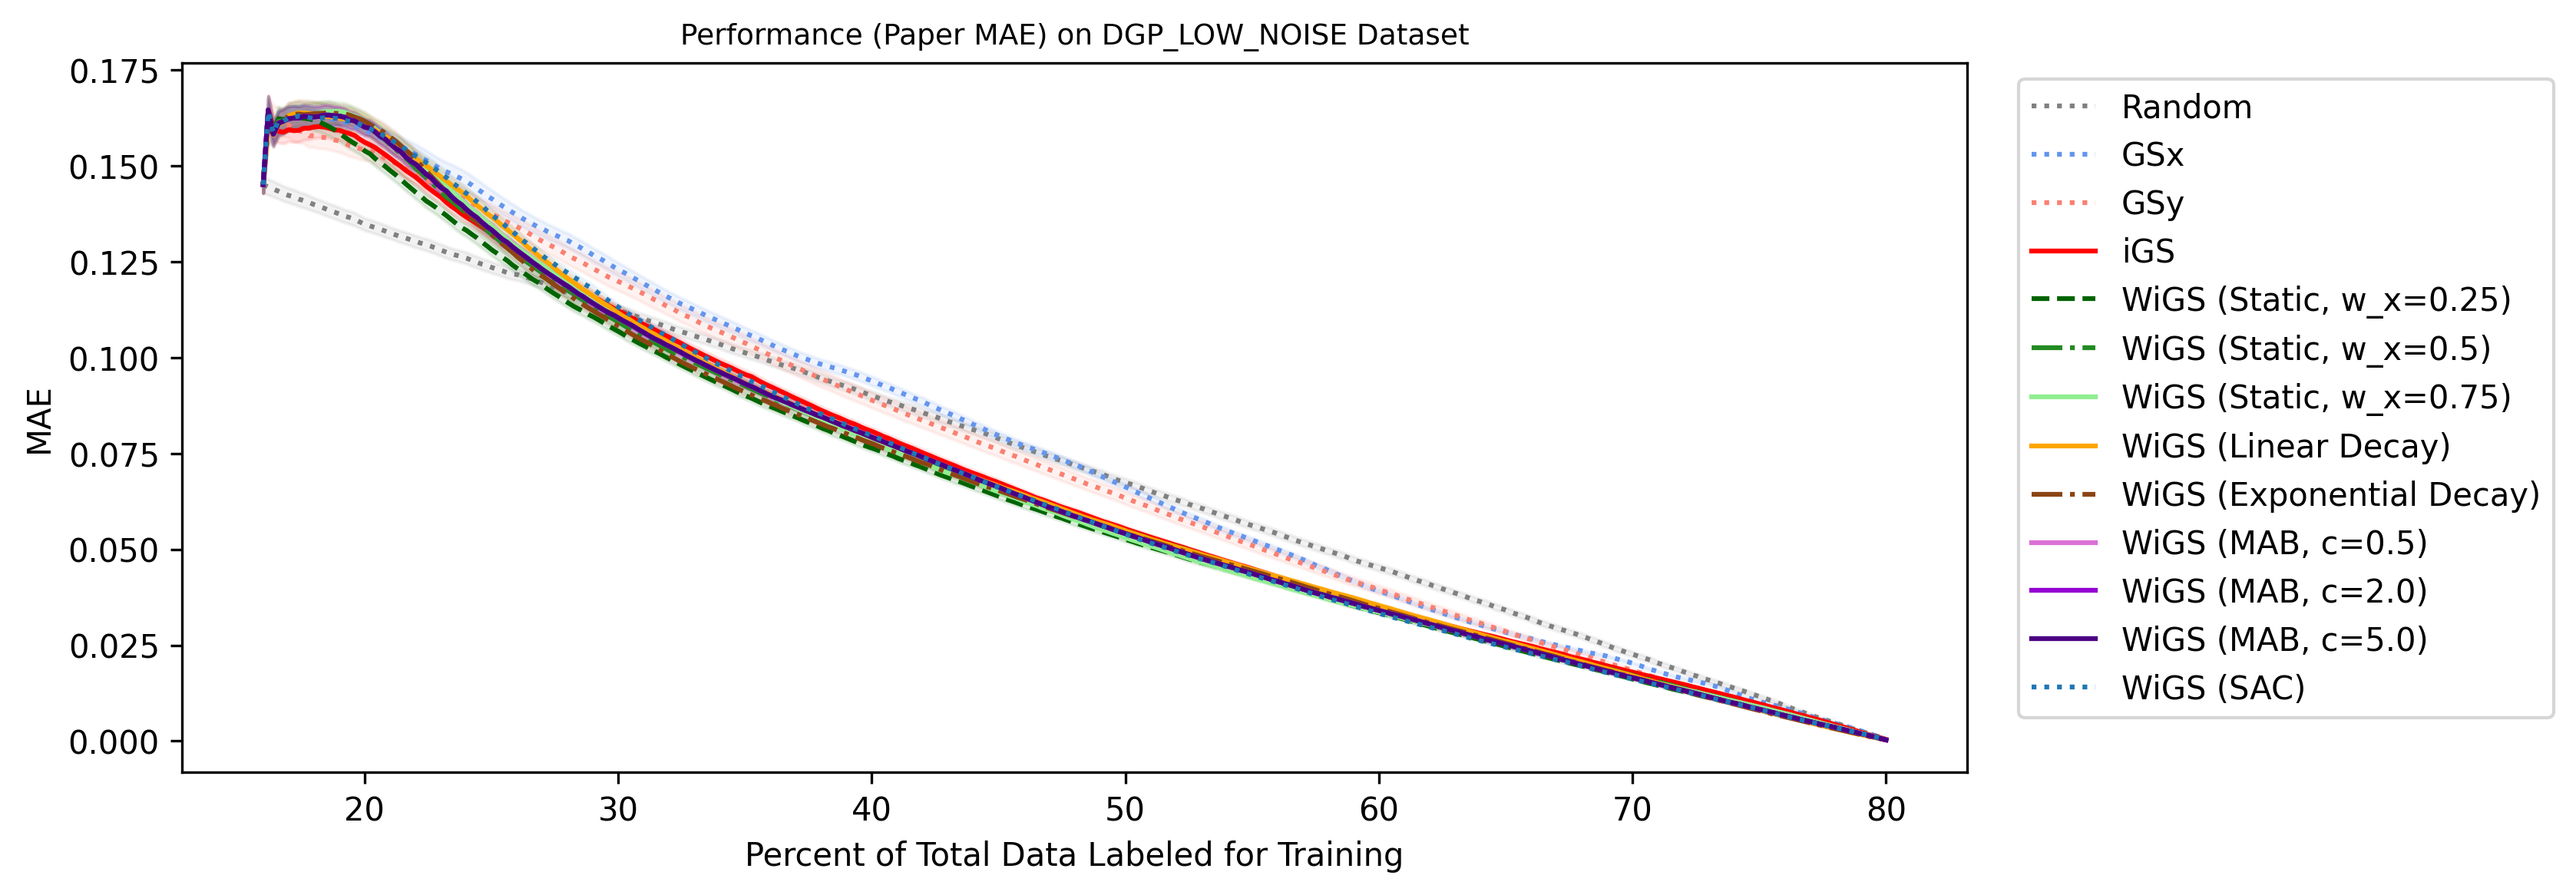 Performance (Paper MAE) on DGP_LOW_NOISE Dataset
0.175
0.150
0.125
0.100
0.075
0.050
0.025
0.000
MAE
20 30 40 50 60 70 80
Percent of Total Data Labeled for Training
Random
GSx
GSy
iGS
WiGS (Static, w_x=0.25)
WiGS (Static, w_x=0.5)
WiGS (Static, w_x=0.75)
WiGS (Linear Decay)
WiGS (Exponential Decay)
WiGS (MAB, c=0.5)
WiGS (MAB, c=2.0)
WiGS (MAB, c=5.0)
WiGS (SAC)